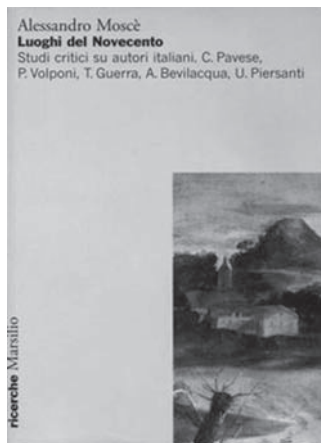 Alessandro Moscè
Luoghi del Novecento
Studi critici su autori italiani, C. Pavese,
P. Volponi, T. Guerra, A. Bevilacqua, U. Piersanti
ricerche Marsilio